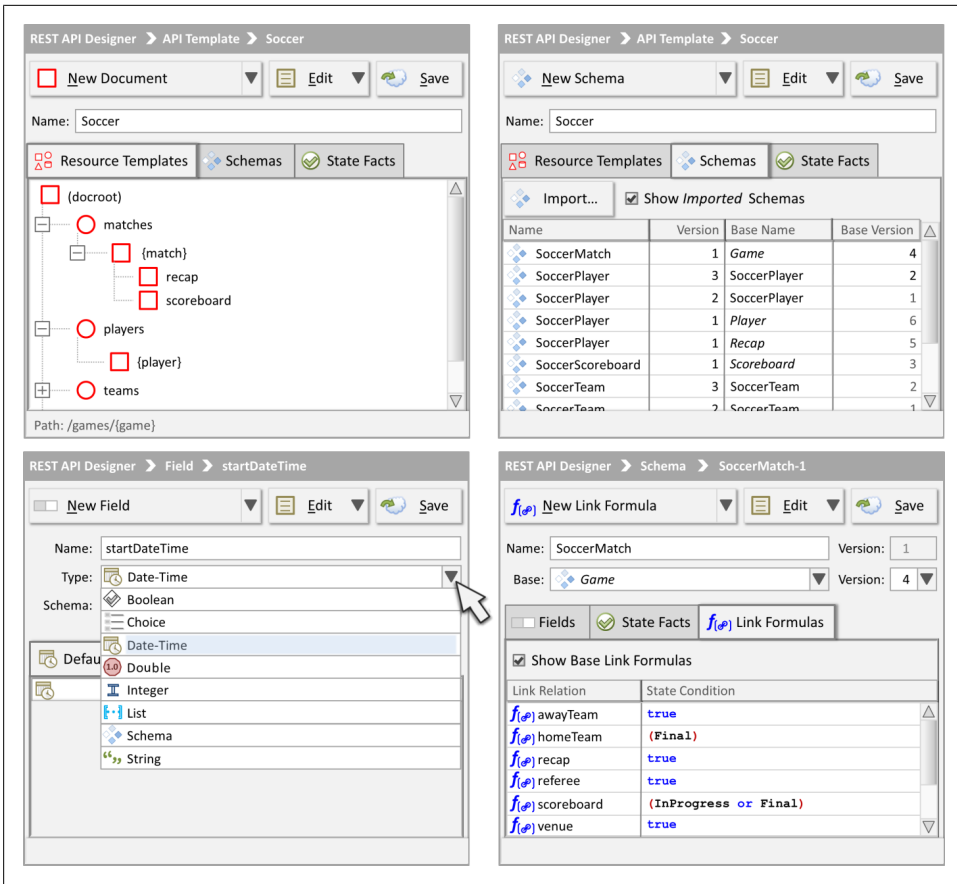 REST API Designer ❯ API Template ❯ Soccer
New Document Edit Save
Name: Soccer
Resource Templates Schemas State Facts
(docroot)
matches
{match}
recap
scoreboard
players
{player}
teams
Path: /games/{game}
REST API Designer ❯ API Template ❯ Soccer
New Schema Edit Save
Name: Soccer
Resource Templates Schemas State Facts
Import... Show Imported Schemas
Name Version Base Name Base Version
SoccerMatch 1 Game 4
SoccerPlayer 3 SoccerPlayer 2
SoccerPlayer 2 SoccerPlayer 1
SoccerPlayer 1 Player 6
SoccerPlayer 1 Recap 5
SoccerScoreboard 1 Scoreboard 3
SoccerTeam 3 SoccerTeam 2
SoccerTeam 2 SoccerTeam 1
REST API Designer ❯ Field ❯ startDateTime
New Field Edit Save
Name: startDateTime
Type: Date-Time
Schema:
Boolean
Choice
Date-Time
Defau
1.0 Double
Integer
List
Schema
String
REST API Designer ❯ Schema ❯ SoccerMatch-1
New Link Formula Edit Save
Name: SoccerMatch Version: 1
Base: Game Version: 4
Fields State Facts Link Formulas
Show Base Link Formulas
Link Relation State Condition
awayTeam true
homeTeam (Final)
recap true
referee true
scoreboard (InProgress or Final)
venue true